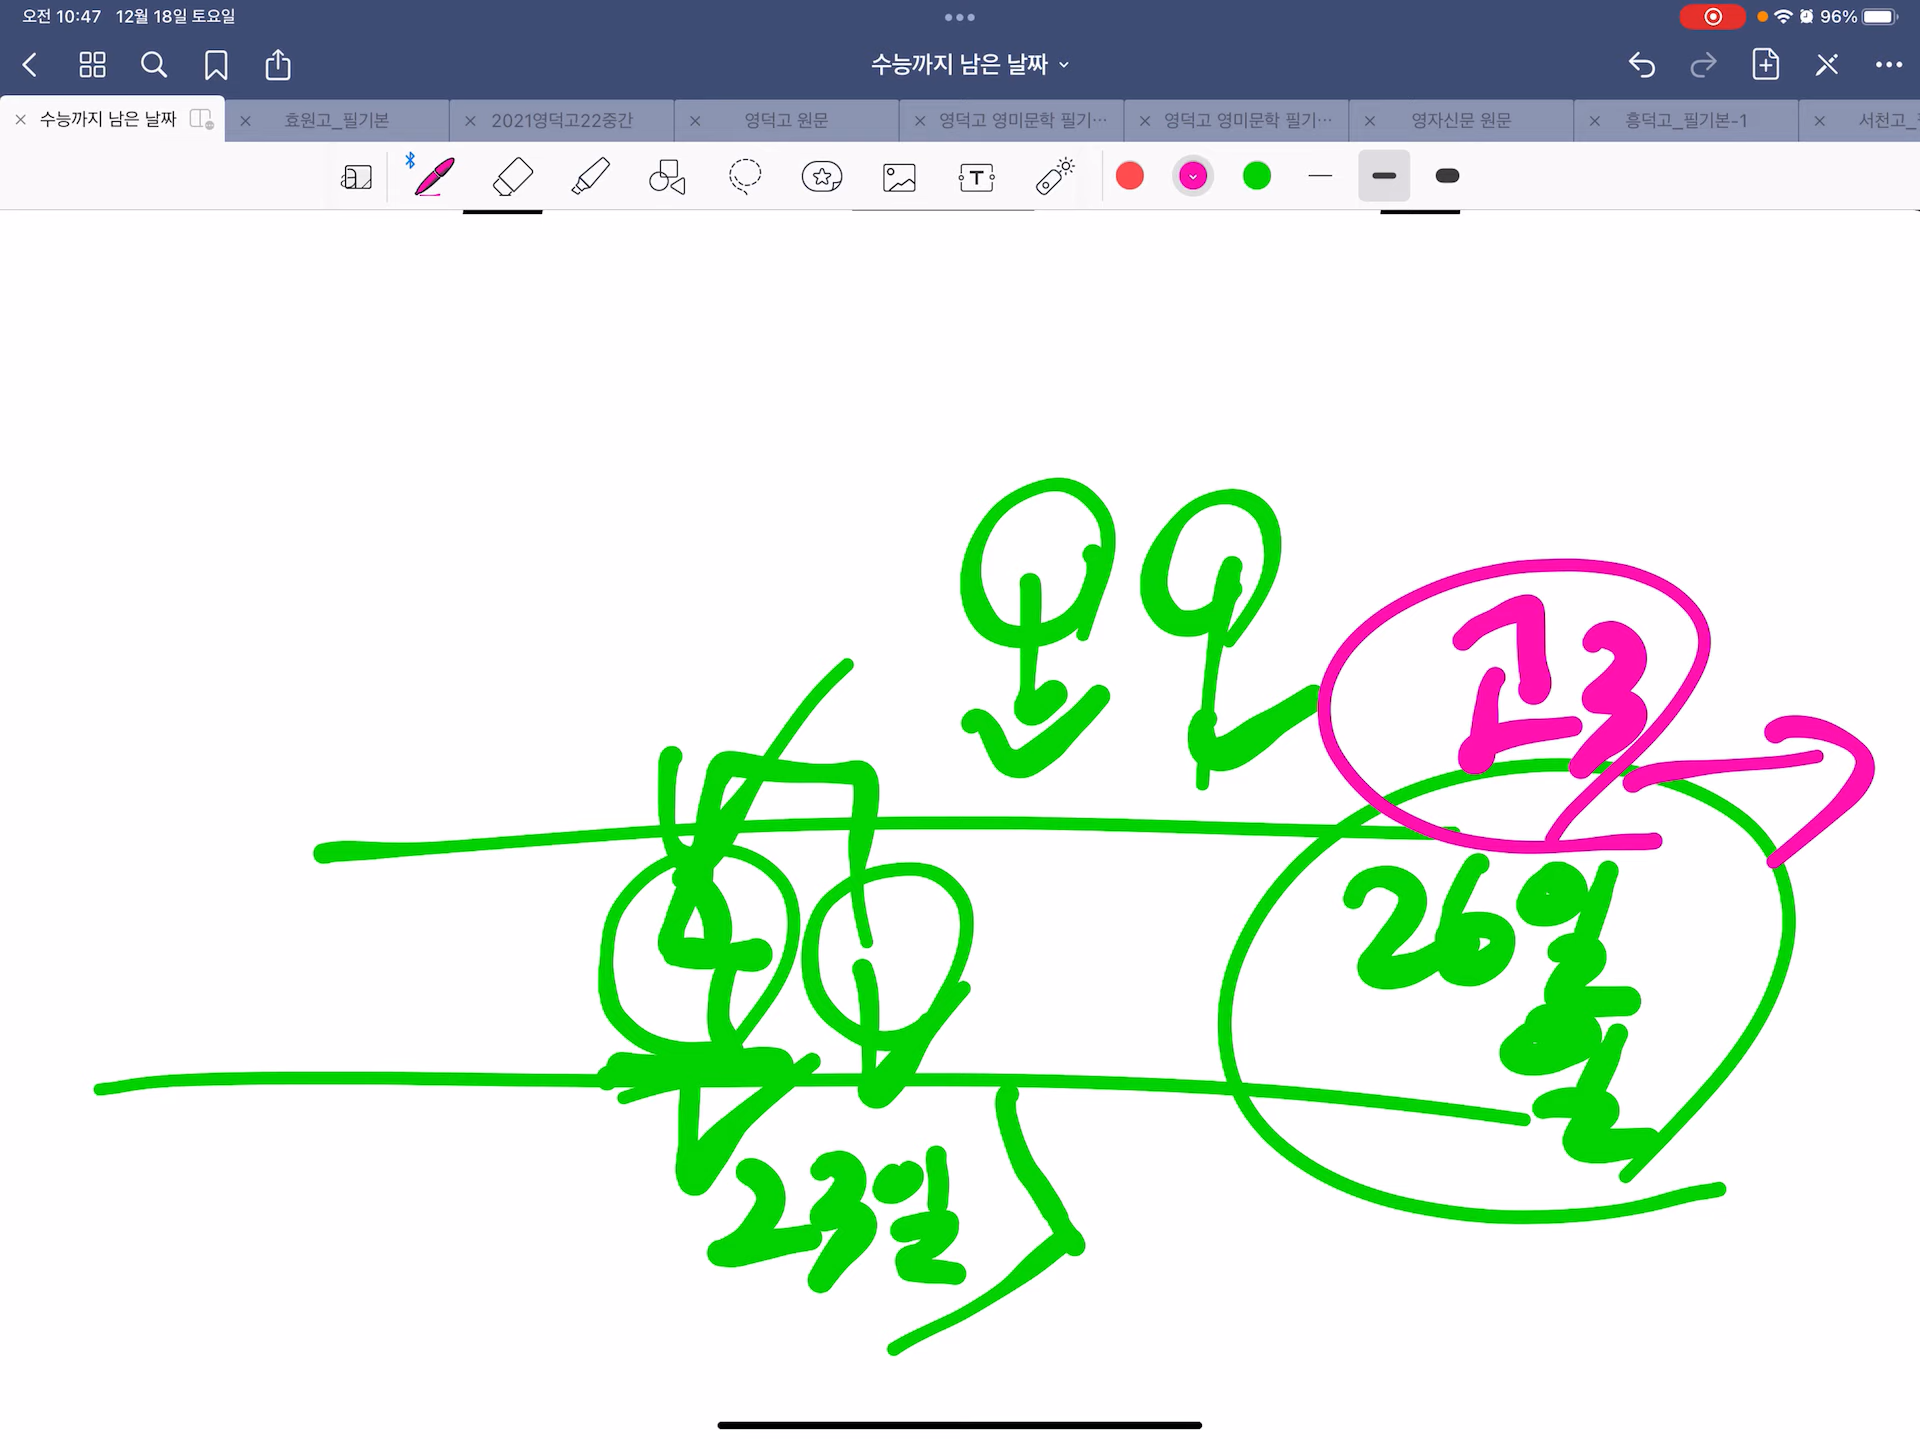 오전 10:47 12월 18일 토요일
96%
수능까지 남은 날짜
수능까지 남은 날짜
효원고_필기본
2021영덕고22중간
영덕고 원문
영덕고 영미문학 필기…
영덕고 영미문학 필기…
영자신문 원문
흥덕고_필기본-1
서천고_
T
고3
26일
23일